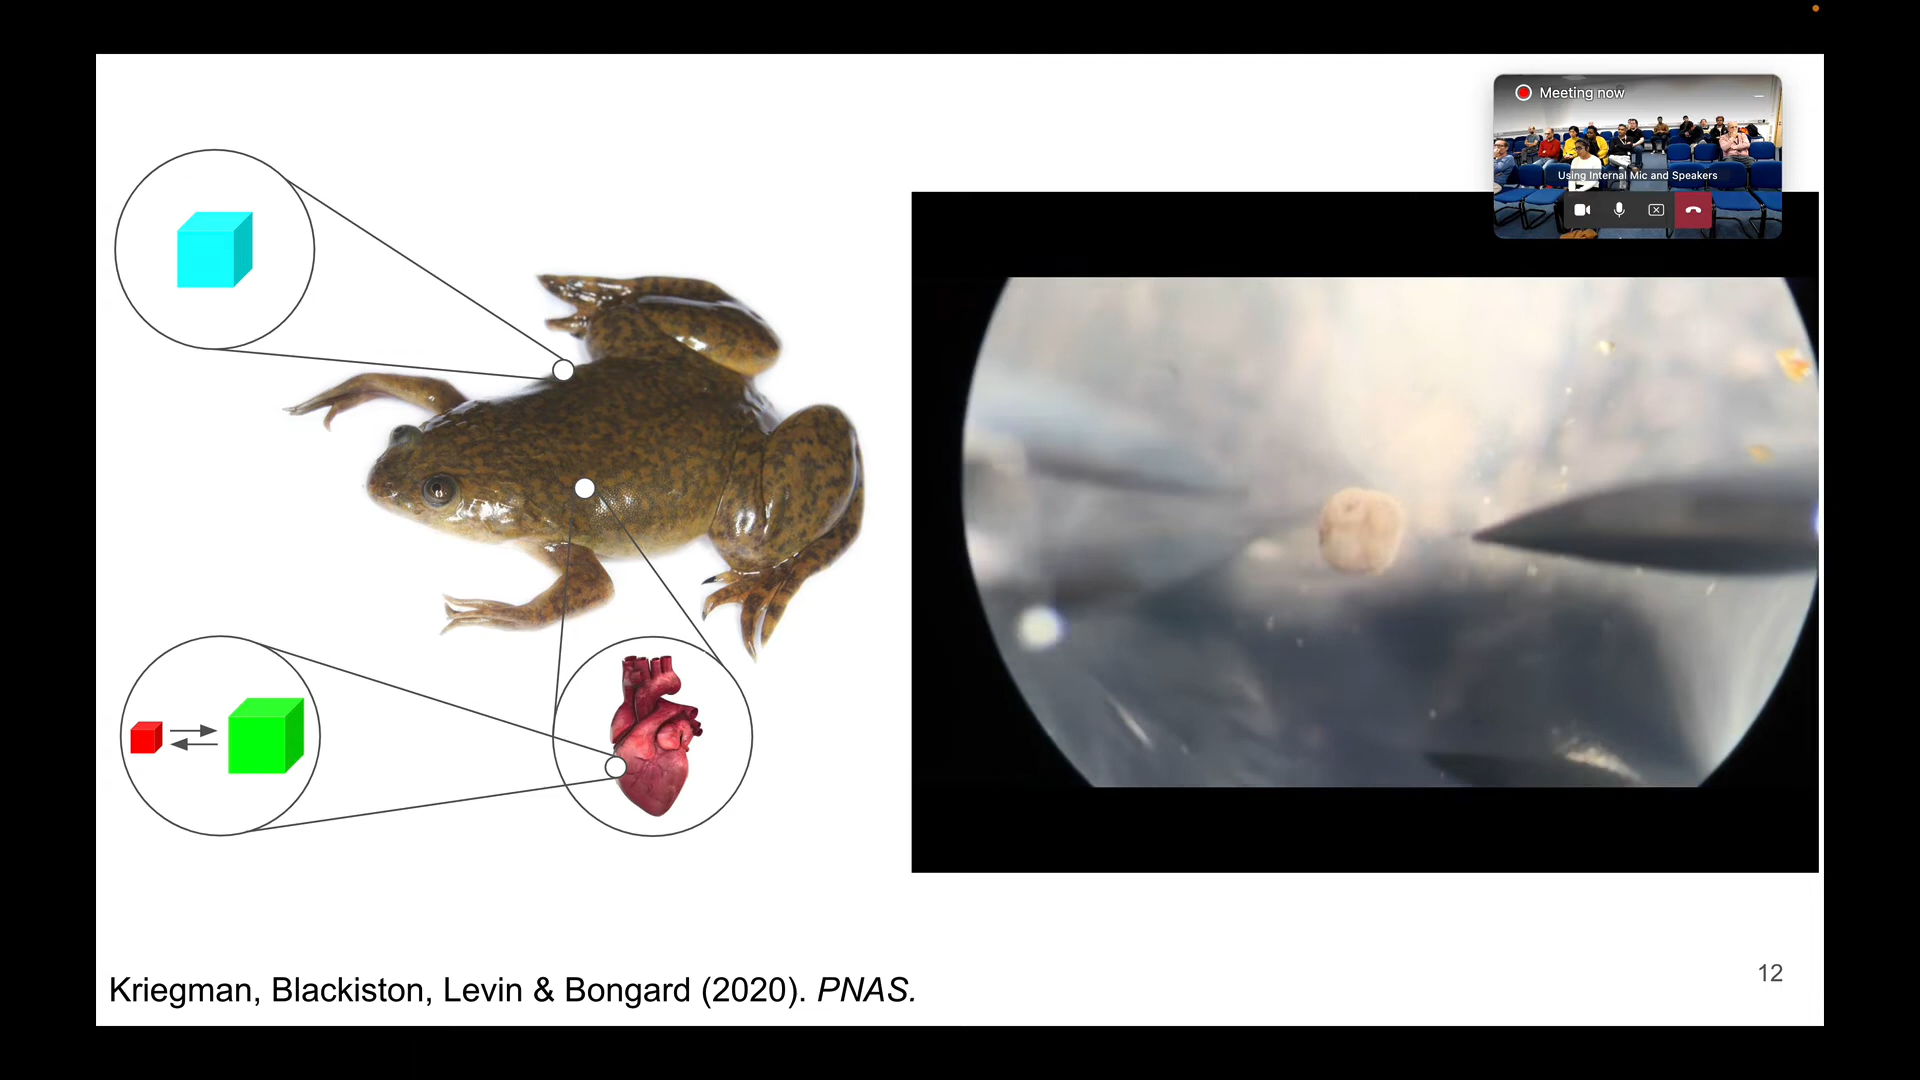 Meeting now
Using Internal Mic and Speakers
Kriegman, Blackiston, Levin & Bongard (2020). PNAS.
12